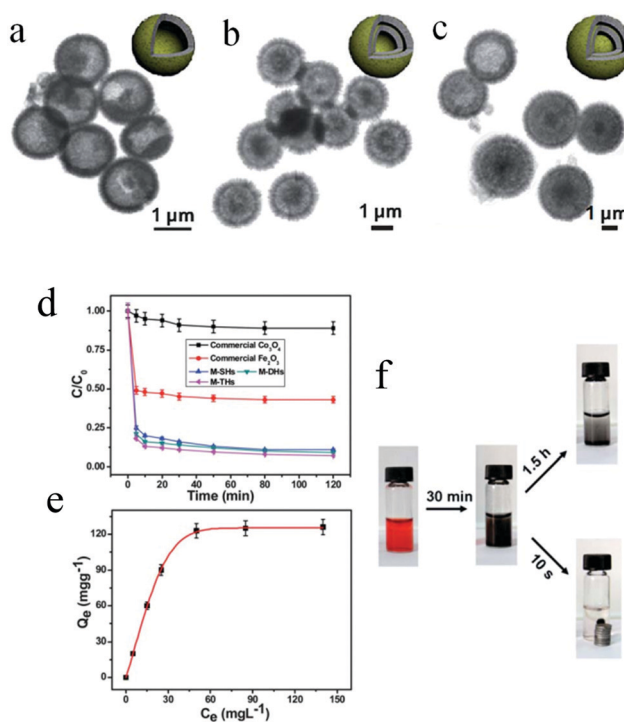 a
b
c
1 μm
1 μm
1 μm
d
1.00
0.75
0.50
0.25
0.00
C/C0
Commercial Co3O4
Commercial Fe2O2
M-SHs M-DHs
M-THs
0 20 40 60 80 100 120
Time (min)
e
120
90
60
30
0
Qe (mgg-1)
0 30 60 90 120 150
Ce (mgL-1)
f
30 min
1.5 h
10 s